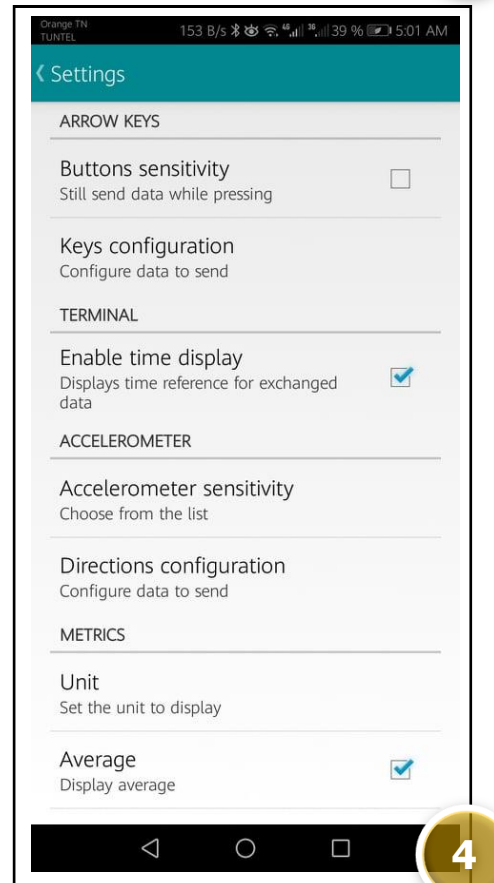 Orange TN
TUNTEL
153 B/s 4G 3G 39 % 5:01 AM
Settings
ARROW KEYS
Buttons sensitivity
Still send data while pressing
Keys configuration
Configure data to send
TERMINAL
Enable time display
Displays time reference for exchanged
data
ACCELEROMETER
Accelerometer sensitivity
Choose from the list
Directions configuration
Configure data to send
METRICS
Unit
Set the unit to display
Average
Display average
4